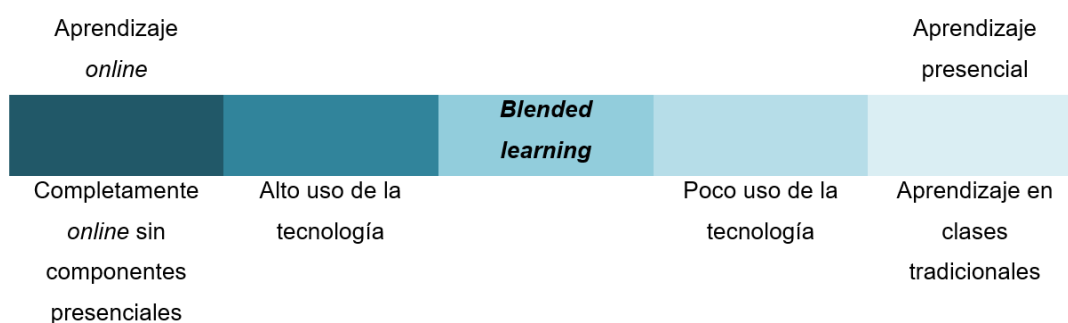 Aprendizaje
online
Aprendizaje
presencial
Blended
learning
Completamente
online sin
componentes
presenciales
Alto uso de la
tecnología
Poco uso de la
tecnología
Aprendizaje en
clases
tradicionales